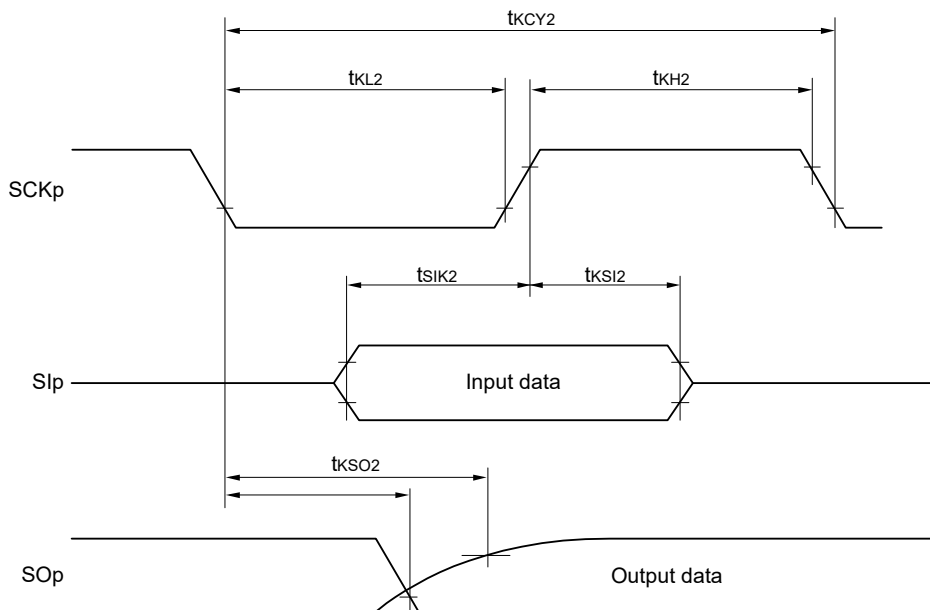 tKCY2
tKL2
tKH2
SCKp
tSIK2
tKSI2
SIp
Input data
tKSO2
SOp
Output data